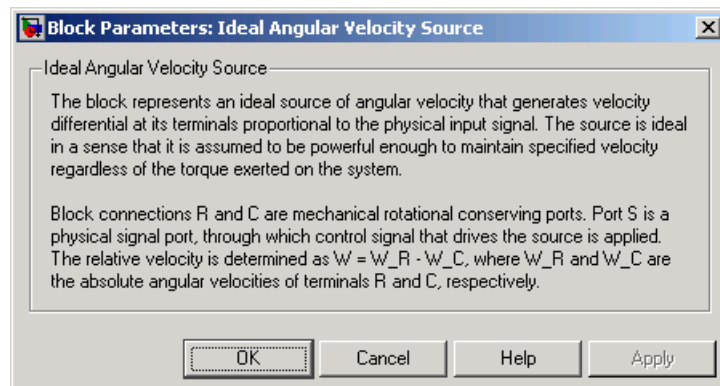 Block Parameters: Ideal Angular Velocity Source
Ideal Angular Velocity Source
The block represents an ideal source of angular velocity that generates velocity
differential at its terminals proportional to the physical input signal. The source is ideal
in a sense that it is assumed to be powerful enough to maintain specified velocity
regardless of the torque exerted on the system.
Block connections R and C are mechanical rotational conserving ports. Port S is a
physical signal port, through which control signal that drives the source is applied.
The relative velocity is determined as W = W_R - W_C, where W_R and W_C are
the absolute angular velocities of terminals R and C, respectively.
OK Cancel Help Apply